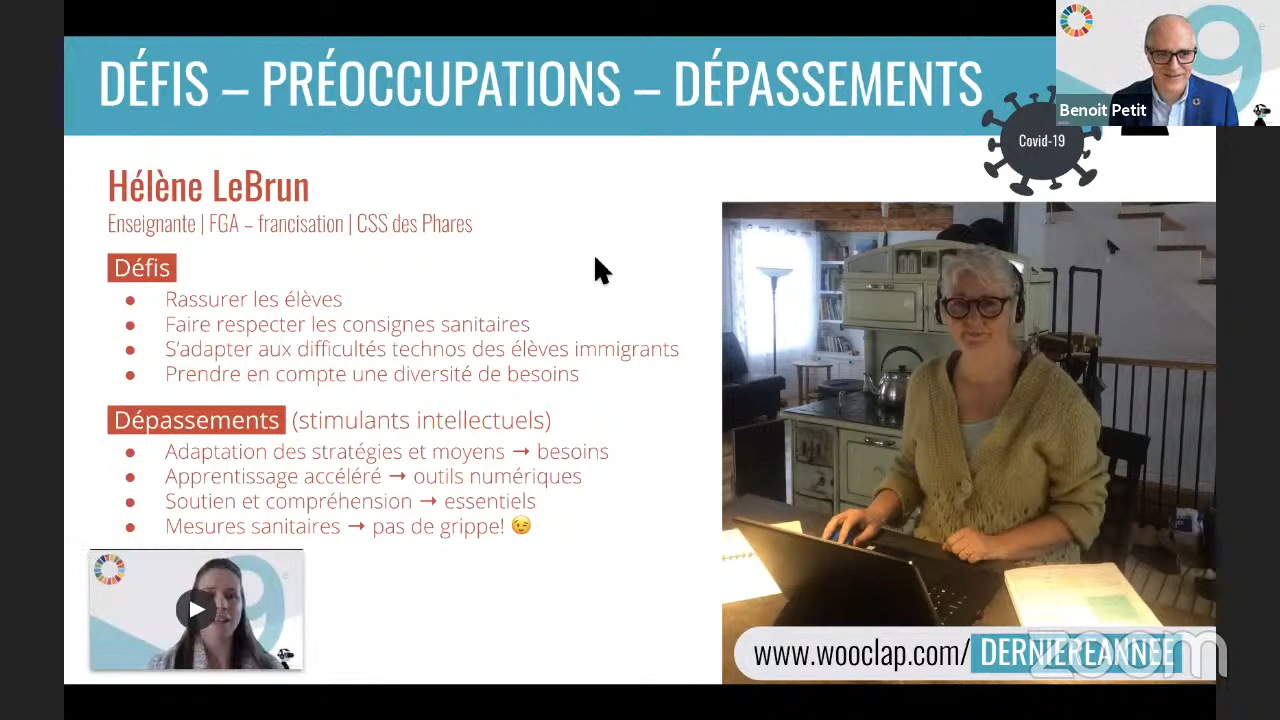 DÉFIS – PRÉOCCUPATIONS – DÉPASSEMENTS
Benoit Petit
Covid-19
Hélène LeBrun
Enseignante | FGA – francisation | CSS des Phares
Défis
● Rassurer les élèves
● Faire respecter les consignes sanitaires
● S'adapter aux difficultés technos des élèves immigrants
● Prendre en compte une diversité de besoins
Dépassements (stimulants intellectuels)
● Adaptation des stratégies et moyens → besoins
● Apprentissage accéléré → outils numériques
● Soutien et compréhension → essentiels
● Mesures sanitaires → pas de grippe! 😉
9e
9e
www.wooclap.com/DERNIEREANNEE
zoom